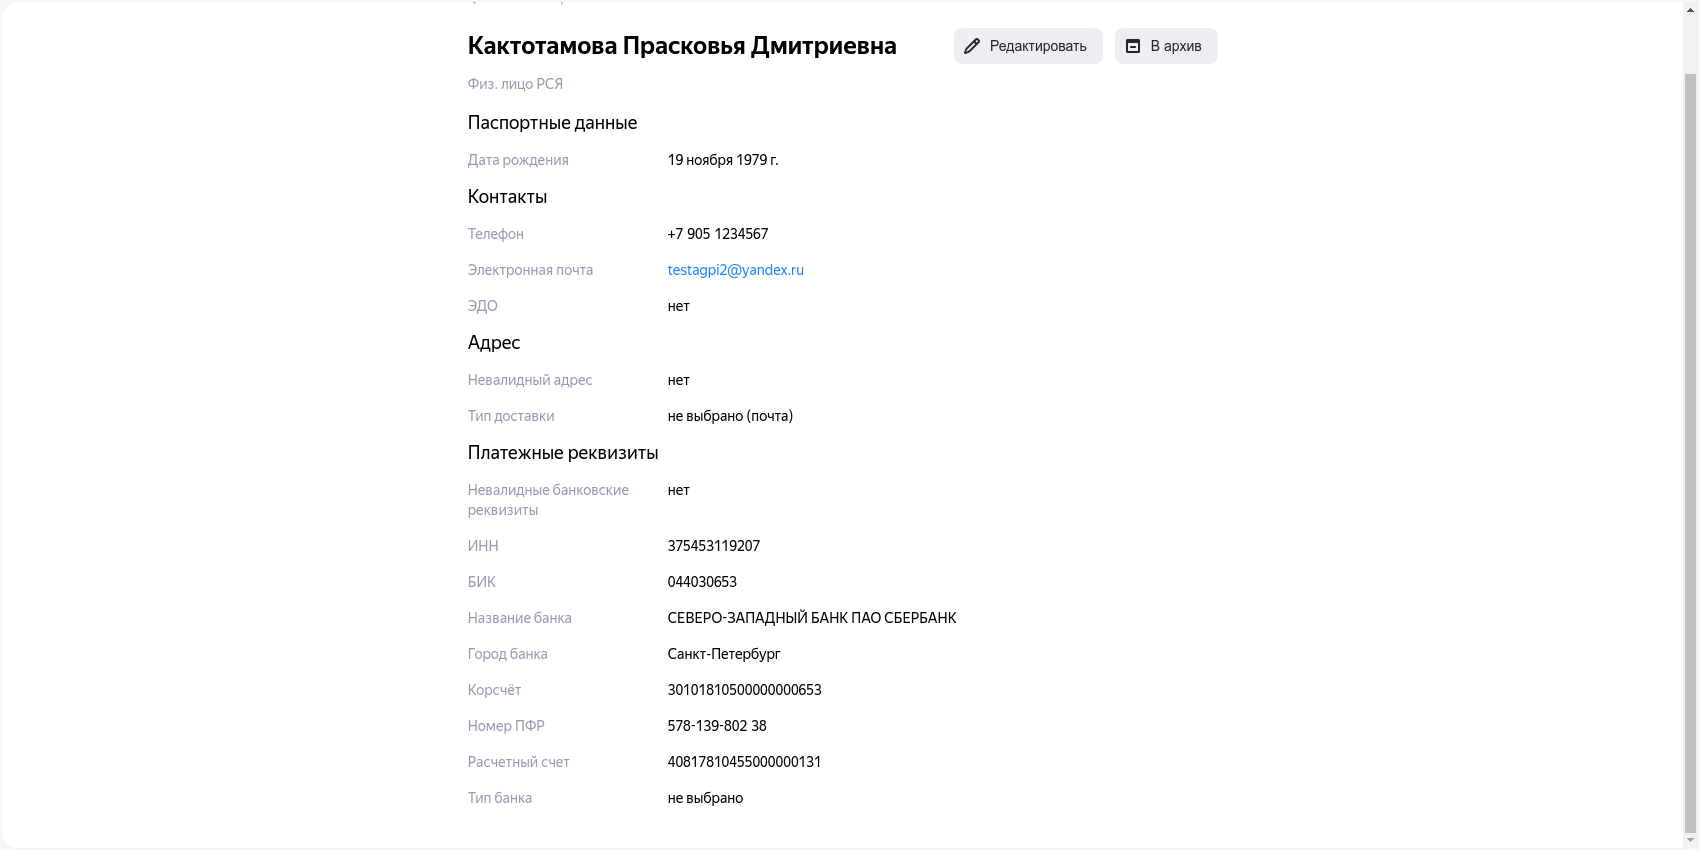 Кактотамова Прасковья Дмитриевна
Редактировать
В архив
Физ. лицо РСЯ
Паспортные данные
Дата рождения 19 ноября 1979 г.
Контакты
Телефон +7 905 1234567
Электронная почта testagpi2@yandex.ru
ЭДО нет
Адрес
Невалидный адрес нет
Тип доставки не выбрано (почта)
Платежные реквизиты
Невалидные банковские нет
реквизиты
ИНН 375453119207
БИК 044030653
Название банка СЕВЕРО-ЗАПАДНЫЙ БАНК ПАО СБЕРБАНК
Город банка Санкт-Петербург
Корсчёт 30101810500000000653
Номер ПФР 578-139-802 38
Расчетный счет 40817810455000000131
Тип банка не выбрано